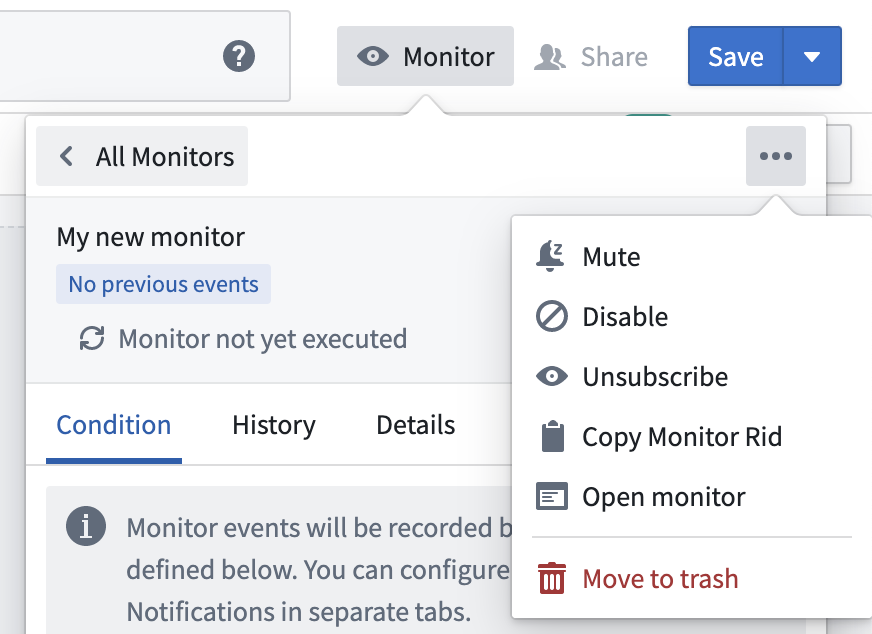 Monitor
Share
Save
All Monitors
My new monitor
No previous events
Monitor not yet executed
Condition
History
Details
Monitor events will be recorded b
defined below. You can configure
Notifications in separate tabs.
Mute
Disable
Unsubscribe
Copy Monitor Rid
Open monitor
Move to trash